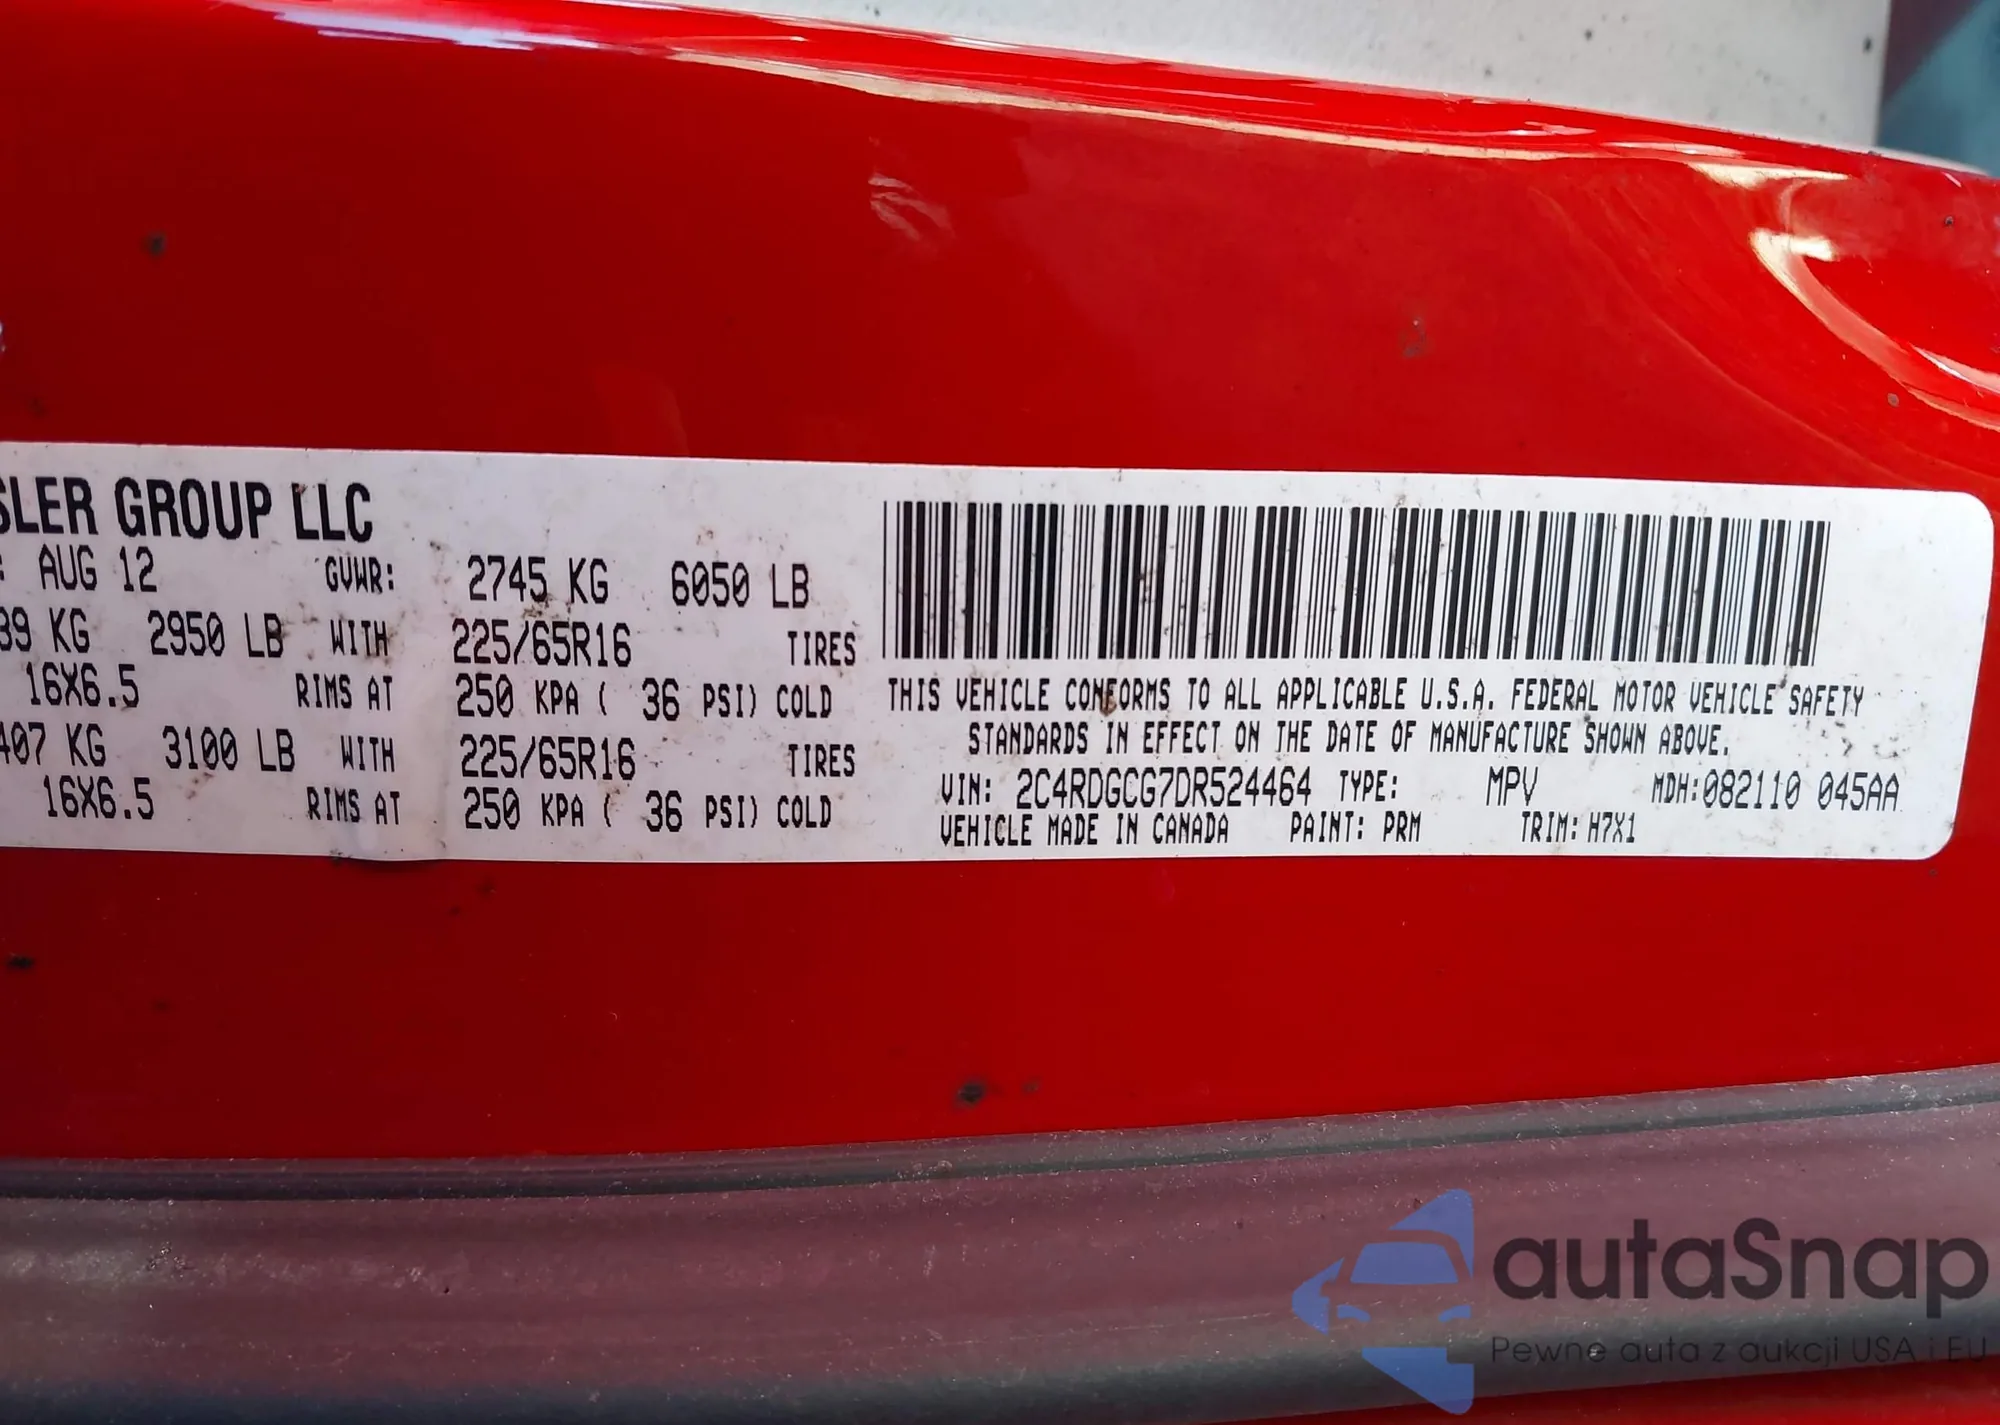 SLER GROUP LLC
: AUG 12 GVWR: 2745 KG 6050 LB
39 KG 2950 LB WITH 225/65R16 TIRES
16X6.5 RIMS AT 250 KPA ( 36 PSI) COLD
407 KG 3100 LB WITH 225/65R16 TIRES
16X6.5 RIMS AT 250 KPA ( 36 PSI) COLD
THIS VEHICLE CONFORMS TO ALL APPLICABLE U.S.A. FEDERAL MOTOR VEHICLE SAFETY
STANDARDS IN EFFECT ON THE DATE OF MANUFACTURE SHOWN ABOVE.
VIN: 2C4RDGCG7DR524464 TYPE: MPV MDH:082110 045AA
VEHICLE MADE IN CANADA PAINT: PRM TRIM: H7X1
autaSnap
Pewne auta z aukcji USA i EU